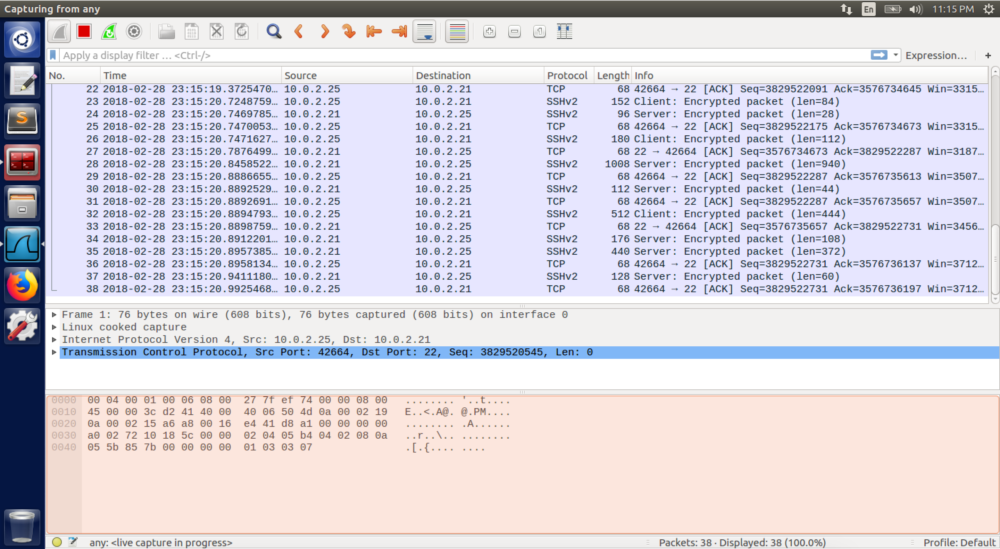 Capturing from any En 11:15 PM
Apply a display filter … <Ctrl-/> Expression… +
No. Time Source Destination Protocol Length Info
22 2018-02-28 23:15:19.3725470… 10.0.2.25 10.0.2.21 TCP 68 42664 → 22 [ACK] Seq=3829522091 Ack=3576734645 Win=3315…
23 2018-02-28 23:15:20.7248759… 10.0.2.25 10.0.2.21 SSHv2 152 Client: Encrypted packet (len=84)
24 2018-02-28 23:15:20.7469785… 10.0.2.21 10.0.2.25 SSHv2 96 Server: Encrypted packet (len=28)
25 2018-02-28 23:15:20.7470053… 10.0.2.25 10.0.2.21 TCP 68 42664 → 22 [ACK] Seq=3829522175 Ack=3576734673 Win=3315…
26 2018-02-28 23:15:20.7471627… 10.0.2.25 10.0.2.21 SSHv2 180 Client: Encrypted packet (len=112)
27 2018-02-28 23:15:20.7876499… 10.0.2.21 10.0.2.25 TCP 68 22 → 42664 [ACK] Seq=3576734673 Ack=3829522287 Win=3187…
28 2018-02-28 23:15:20.8458522… 10.0.2.21 10.0.2.25 SSHv2 1008 Server: Encrypted packet (len=940)
29 2018-02-28 23:15:20.8886655… 10.0.2.25 10.0.2.21 TCP 68 42664 → 22 [ACK] Seq=3829522287 Ack=3576735613 Win=3507…
30 2018-02-28 23:15:20.8892529… 10.0.2.21 10.0.2.25 SSHv2 112 Server: Encrypted packet (len=44)
31 2018-02-28 23:15:20.8892691… 10.0.2.25 10.0.2.21 TCP 68 42664 → 22 [ACK] Seq=3829522287 Ack=3576735657 Win=3507…
32 2018-02-28 23:15:20.8894793… 10.0.2.25 10.0.2.21 SSHv2 512 Client: Encrypted packet (len=444)
33 2018-02-28 23:15:20.8898759… 10.0.2.21 10.0.2.25 TCP 68 22 → 42664 [ACK] Seq=3576735657 Ack=3829522731 Win=3456…
34 2018-02-28 23:15:20.8912201… 10.0.2.21 10.0.2.25 SSHv2 176 Server: Encrypted packet (len=108)
35 2018-02-28 23:15:20.8957385… 10.0.2.21 10.0.2.25 SSHv2 440 Server: Encrypted packet (len=372)
36 2018-02-28 23:15:20.8958134… 10.0.2.25 10.0.2.21 TCP 68 42664 → 22 [ACK] Seq=3829522731 Ack=3576736137 Win=3712…
37 2018-02-28 23:15:20.9411180… 10.0.2.21 10.0.2.25 SSHv2 128 Server: Encrypted packet (len=60)
38 2018-02-28 23:15:20.9925468… 10.0.2.25 10.0.2.21 TCP 68 42664 → 22 [ACK] Seq=3829522731 Ack=3576736197 Win=3712…
Frame 1: 76 bytes on wire (608 bits), 76 bytes captured (608 bits) on interface 0
Linux cooked capture
Internet Protocol Version 4, Src: 10.0.2.25, Dst: 10.0.2.21
Transmission Control Protocol, Src Port: 42664, Dst Port: 22, Seq: 3829520545, Len: 0
0000 00 04 00 01 00 06 08 00 27 7f ef 74 00 00 08 00 ........ '..t....
0010 45 00 00 3c d2 41 40 00 40 06 50 4d 0a 00 02 19 E..<.A@. @.PM....
0020 0a 00 02 15 a6 a8 00 16 e4 41 d8 a1 00 00 00 00 ........ .A......
0030 a0 02 72 10 18 5c 00 00 02 04 05 b4 04 02 08 0a ..r..\.. ........
0040 05 5b 85 7b 00 00 00 00 01 03 03 07 .[.{.... ....
any: <live capture in progress> Packets: 38 · Displayed: 38 (100.0%) Profile: Default